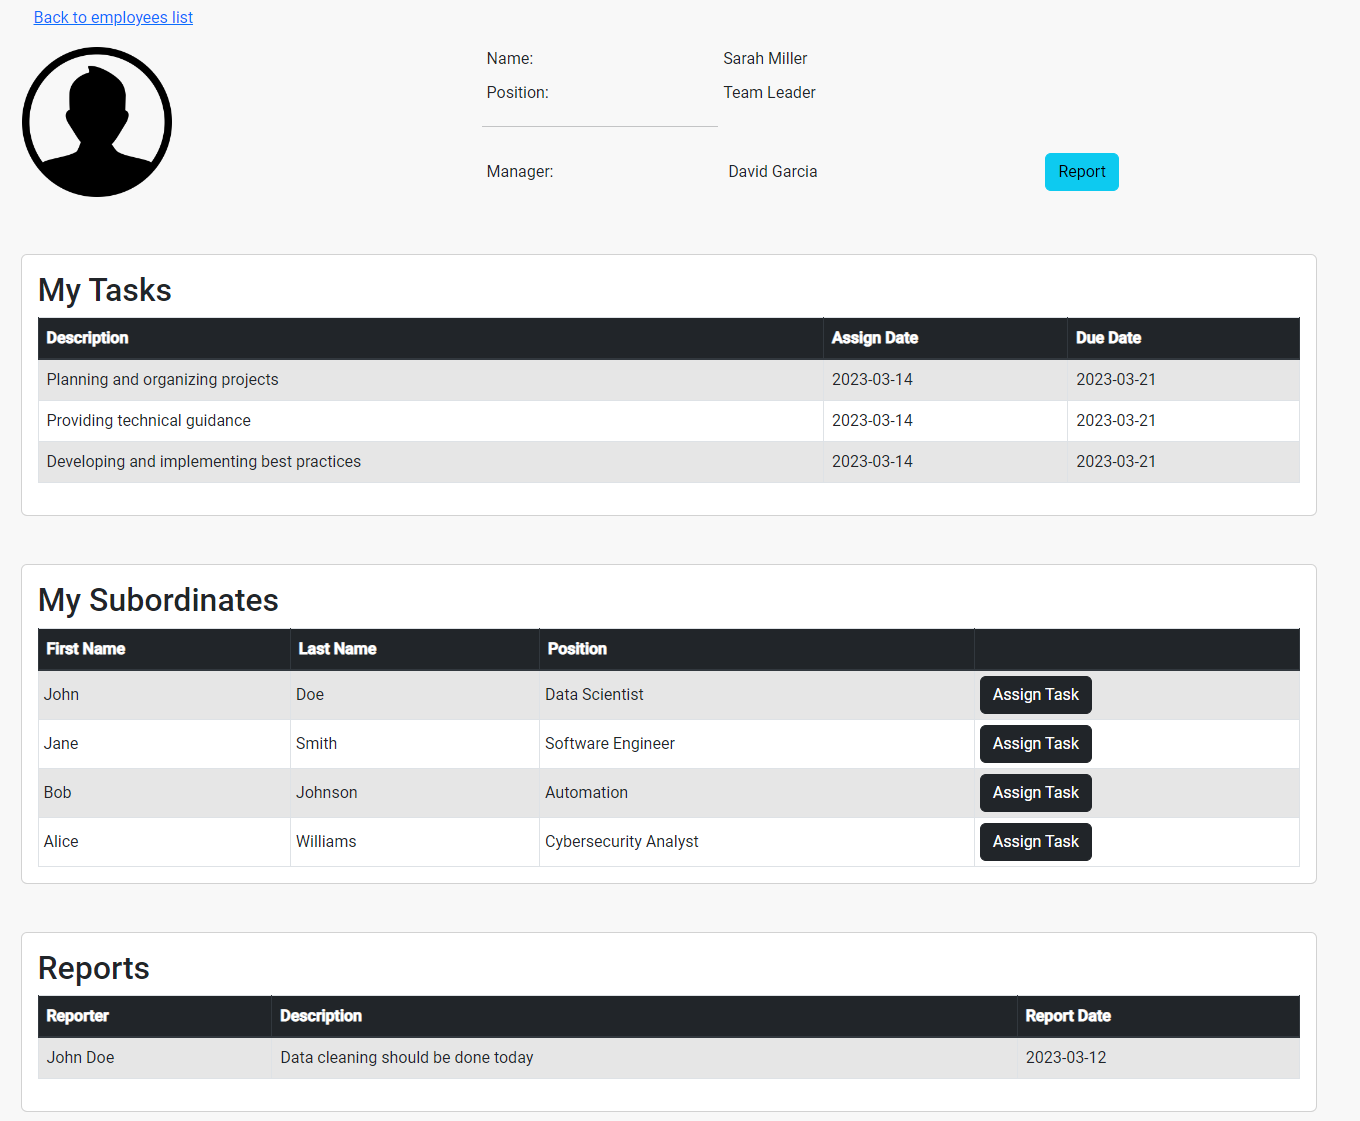 Back to employees list
Name: Sarah Miller
Position: Team Leader
Manager: David Garcia Report
My Tasks
Description Assign Date Due Date
Planning and organizing projects 2023-03-14 2023-03-21
Providing technical guidance 2023-03-14 2023-03-21
Developing and implementing best practices 2023-03-14 2023-03-21
My Subordinates
First Name Last Name Position
John Doe Data Scientist Assign Task
Jane Smith Software Engineer Assign Task
Bob Johnson Automation Assign Task
Alice Williams Cybersecurity Analyst Assign Task
Reports
Reporter Description Report Date
John Doe Data cleaning should be done today 2023-03-12